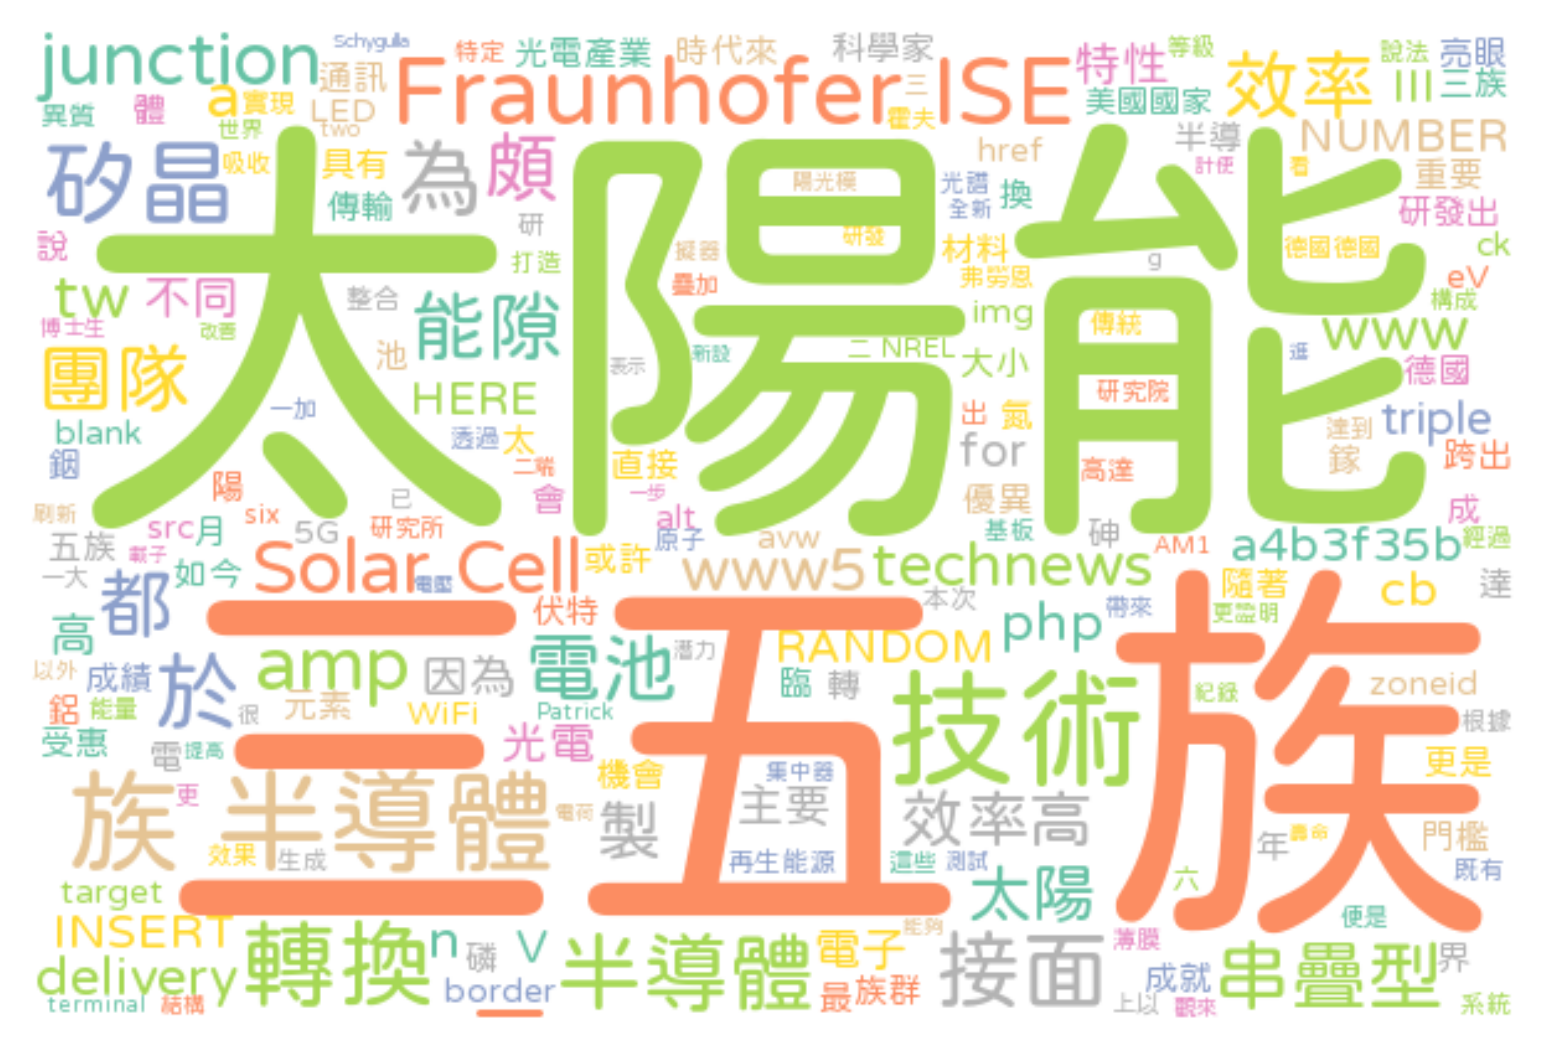 junction
Schygulla
特定
光電產業
時代來
科學家
等級
說法
亮眼
通訊
Fraunhofer ISE
三
特性
效率
III
三族
異質
體
a
實現
LED
美國國家
世界
two
霍夫
半導
NUMBER
矽晶
吸收
具有
為
頗
href
計使
看
重要
太陽能
陽光模
光譜
換
傳輸
全新
研發出
說
研
研發
材料
德國德國
ck
打造
擬器
g
弗勞恩
eV
tw
不同
整合
疊加
構成
能隙
img
傳統
www
博士生
改善
池
表示
新設
二
NREL
大小
逛
德國
團隊
HERE
研究院
一加
出
氮
triple
blank
透過
太
達到
鎵
跨出
銦
二端
直接
for
高達
陽
已
會
一步
優異
成
刷新
src
月
six
5G
研究所
alt
原子
avw
基板
砷
AM1
a4b3f35b
經過
五族
載子
一大
如今
Solar Cell
電壓
或許
www5
technews
隨著
cb
達
都
本次
帶來
更證明
高
三五族
伏特
RANDOM
php
以外
成績
於
amp
因為
電池
潛力
臨
轉
紀錄
zoneid
鋁
能量
很
元素
WiFi
Patrick
技術
根據
受惠
電
提高
光電
機會
集中器
更是
族
更
半導體
電荷
製
主要
效率高
年
壽命
門檻
效果
生成
再生能源
這些
測試
既有
target
太陽
六
便是
INSERT
轉換
n
磷
V
半導體
電子
能夠
接面
薄膜
串疊型
界
delivery
border
最
族群
成就
terminal
結構
一
上以
觀來
系統